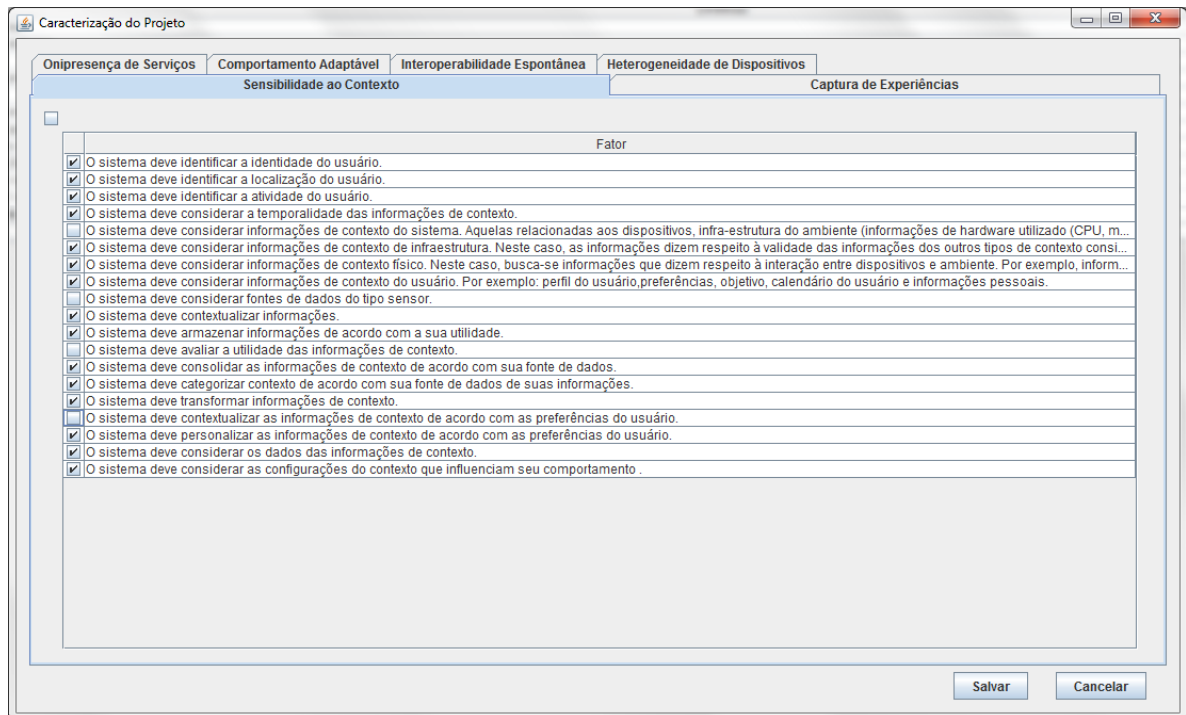 Caracterização do Projeto
Onipresença de Serviços
Comportamento Adaptável
Interoperabilidade Espontânea
Heterogeneidade de Dispositivos
Sensibilidade ao Contexto
Captura de Experiências
Fator
O sistema deve identificar a identidade do usuário.
O sistema deve identificar a localização do usuário.
O sistema deve identificar a atividade do usuário.
O sistema deve considerar a temporalidade das informações de contexto.
O sistema deve considerar informações de contexto do sistema. Aquelas relacionadas aos dispositivos, infra-estrutura do ambiente (informações de hardware utilizado (CPU, m...
O sistema deve considerar informações de contexto de infraestrutura. Neste caso, as informações dizem respeito à validade das informações dos outros tipos de contexto consi...
O sistema deve considerar informações de contexto físico. Neste caso, busca-se informações que dizem respeito à interação entre dispositivos e ambiente. Por exemplo, inform...
O sistema deve considerar informações de contexto do usuário. Por exemplo: perfil do usuário,preferências, objetivo, calendário do usuário e informações pessoais.
O sistema deve considerar fontes de dados do tipo sensor.
O sistema deve contextualizar informações.
O sistema deve armazenar informações de acordo com a sua utilidade.
O sistema deve avaliar a utilidade das informações de contexto.
O sistema deve consolidar as informações de contexto de acordo com sua fonte de dados.
O sistema deve categorizar contexto de acordo com sua fonte de dados de suas informações.
O sistema deve transformar informações de contexto.
O sistema deve contextualizar as informações de contexto de acordo com as preferências do usuário.
O sistema deve personalizar as informações de contexto de acordo com as preferências do usuário.
O sistema deve considerar os dados das informações de contexto.
O sistema deve considerar as configurações do contexto que influenciam seu comportamento .
Salvar
Cancelar